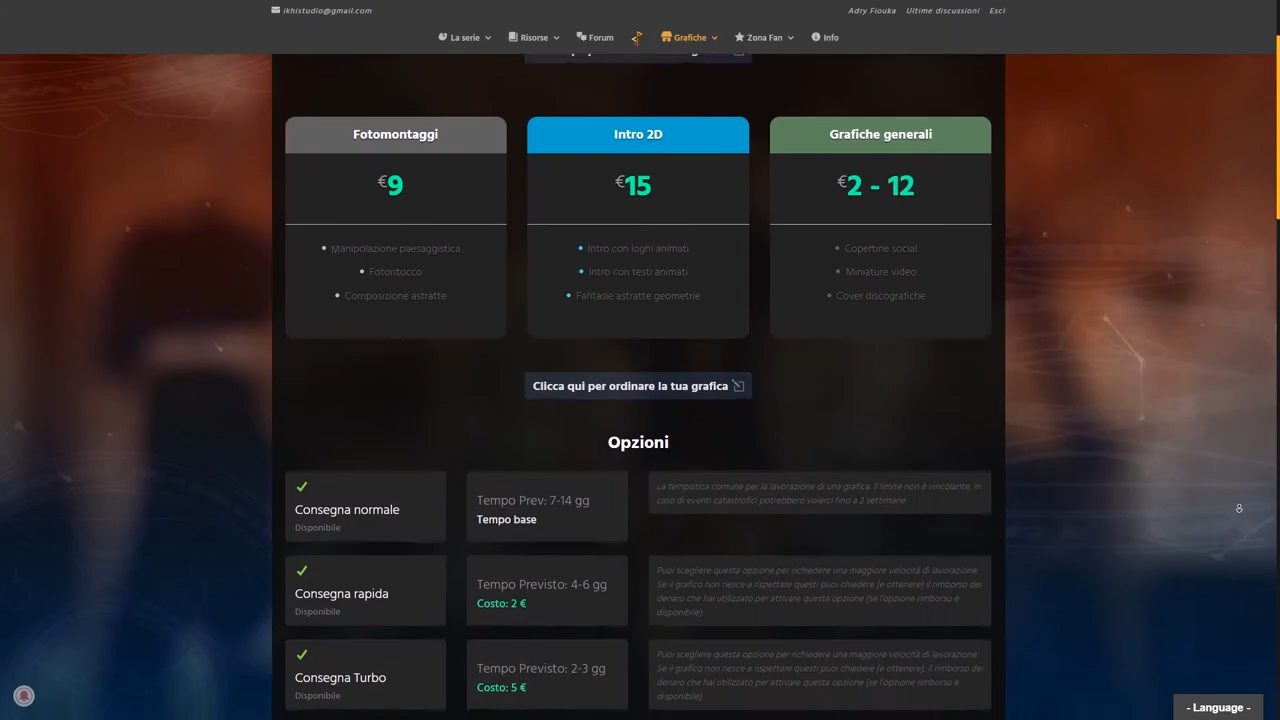 ikhistudio@gmail.com
Adry Fiouka Ultime discussioni Esci
La serie Risorse Forum Grafiche Zona Fan Info
Fotomontaggi
€9
Manipolazione paesaggistica
Fotoritocco
Composizione astratte
Intro 2D
€15
Intro con loghi animati
Intro con testi animati
Fantasie astratte geometrie
Grafiche generali
€2 - 12
Copertine social
Miniature video
Cover discografiche
Clicca qui per ordinare la tua grafica
Opzioni
Consegna normale
Disponibile
Tempo Prev: 7-14 gg
Tempo base
La tempistica comune per la lavorazione di una grafica. Il limite non è vincolante, in
caso di eventi catastrofici potrebbero volerci fino a 2 settimane.
Consegna rapida
Disponibile
Tempo Previsto: 4-6 gg
Costo: 2 €
Puoi scegliere questa opzione per richiedere una maggiore velocità di lavorazione.
Se il grafico non riesce a rispettare questi puoi chiedere (e ottenere) il rimborso del
denaro che hai utilizzato per attivare questa opzione (se l'opzione rimborso è
disponibile).
Consegna Turbo
Disponibile
Tempo Previsto: 2-3 gg
Costo: 5 €
Puoi scegliere questa opzione per richiedere una maggiore velocità di lavorazione.
Se il grafico non riesce a rispettare questi puoi chiedere (e ottenere), il rimborso de
denaro che hai utilizzato per attivare questa opzione (se l'opzione rimborso è
disponibile).
- Language -